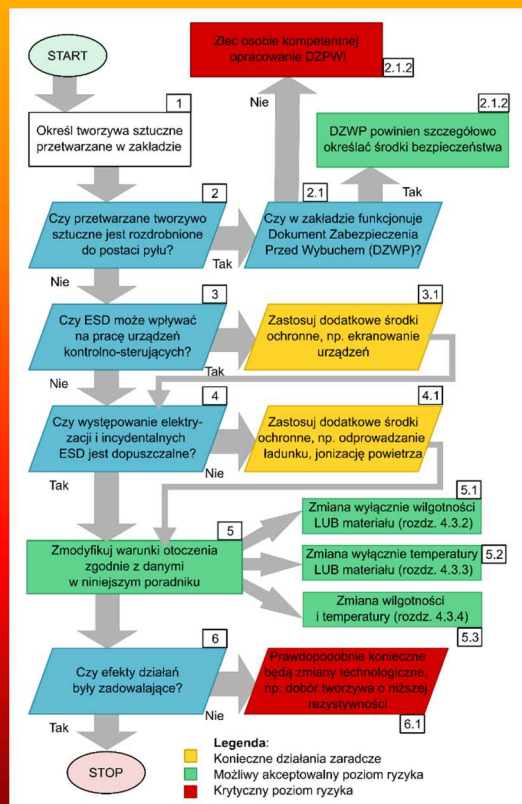 START
Zleć osobie kompetentnej
opracowanie DZPW!
2.1.2
Nie
1
Określ tworzywa sztuczne
przetwarzane w zakładzie
2.1.2
DZWP powinien szczegółowo
określać środki bezpieczeństwa
Tak
2
Czy przetwarzane tworzywo
sztuczne jest rozdrobnione
do postaci pyłu?
Tak
2.1
Czy w zakładzie funkcjonuje
Dokument Zabezpieczenia
Przed Wybuchem (DZWP)?
Nie
3
Czy ESD może wpływać
na pracę urządzeń
kontrolno-sterujących?
Tak
3.1
Zastosuj dodatkowe środki
ochronne, np. ekranowanie
urządzeń
Nie
4
Czy występowanie elektry-
zacji i incydentalnych
ESD jest dopuszczalne?
Nie
4.1
Zastosuj dodatkowe środki
ochronne, np. odprowadzanie
ładunku, jonizację powietrza
Tak
5
Zmodyfikuj warunki otoczenia
zgodnie z danymi
w niniejszym poradniku
5.1
Zmiana wyłącznie wilgotności
LUB materiału (rozdz. 4.3.2)
Zmiana wyłącznie temperatury
LUB materiału (rozdz. 4.3.3)
5.2
Zmiana wilgotności
i temperatury (rozdz. 4.3.4)
5.3
6
Czy efekty działań
były zadowalające?
Nie
Prawdopodobnie konieczne
będą zmiany technologiczne,
np. dobór tworzywa o niższej
rezystywności
6.1
Tak
STOP
Legenda:
Konieczne działania zaradcze
Możliwy akceptowalny poziom ryzyka
Krytyczny poziom ryzyka